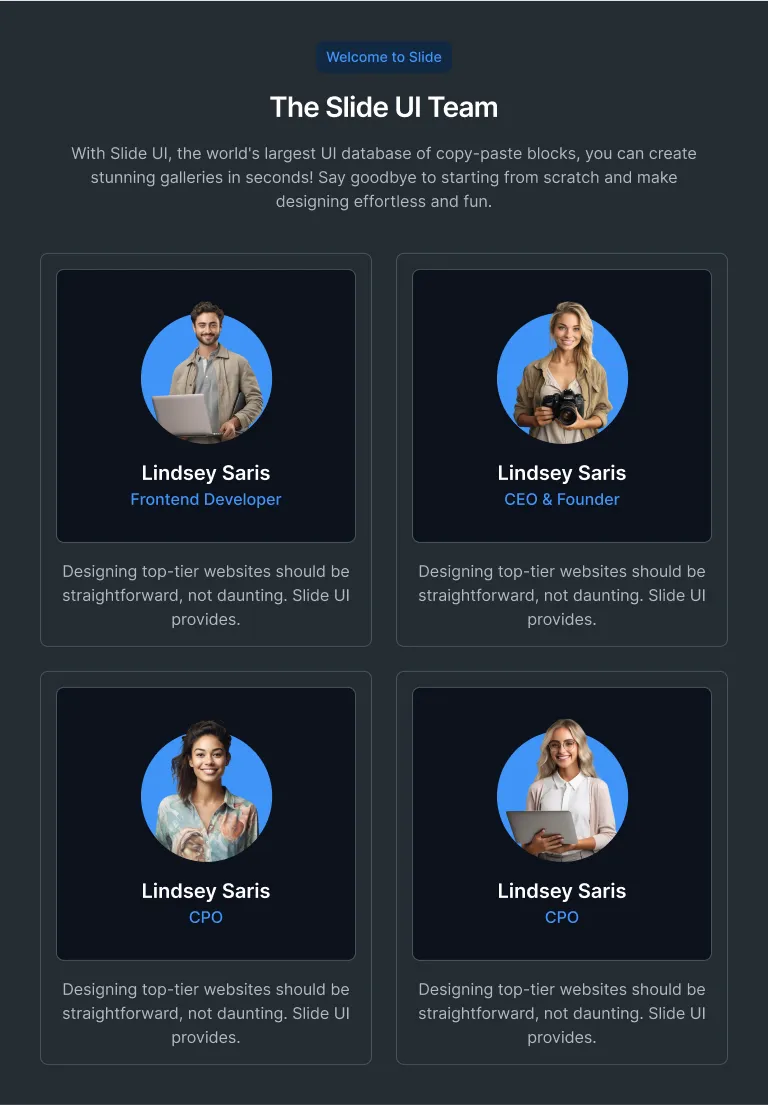 Welcome to Slide
The Slide UI Team
With Slide UI, the world's largest UI database of copy-paste blocks, you can create
stunning galleries in seconds! Say goodbye to starting from scratch and make
designing effortless and fun.
Lindsey Saris
Frontend Developer
Designing top-tier websites should be
straightforward, not daunting. Slide UI
provides.
Lindsey Saris
CEO & Founder
Designing top-tier websites should be
straightforward, not daunting. Slide UI
provides.
Lindsey Saris
CPO
Designing top-tier websites should be
straightforward, not daunting. Slide UI
provides.
Lindsey Saris
CPO
Designing top-tier websites should be
straightforward, not daunting. Slide UI
provides.